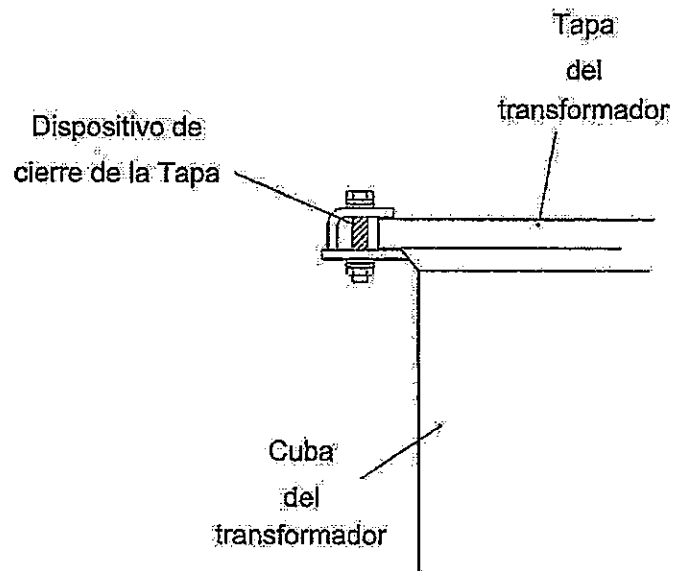 Tapa
del
transformador
Dispositivo de
cierre de la Tapa
Cuba
del
transformador